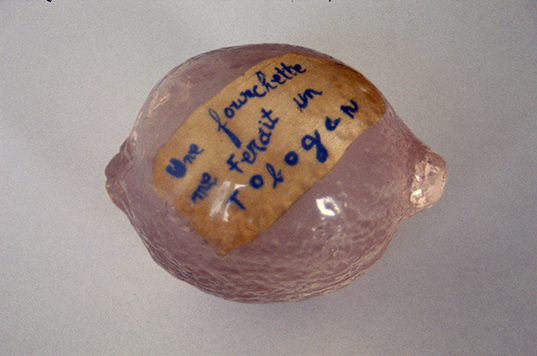 Une fourchette
me Ferait un
Tobogan